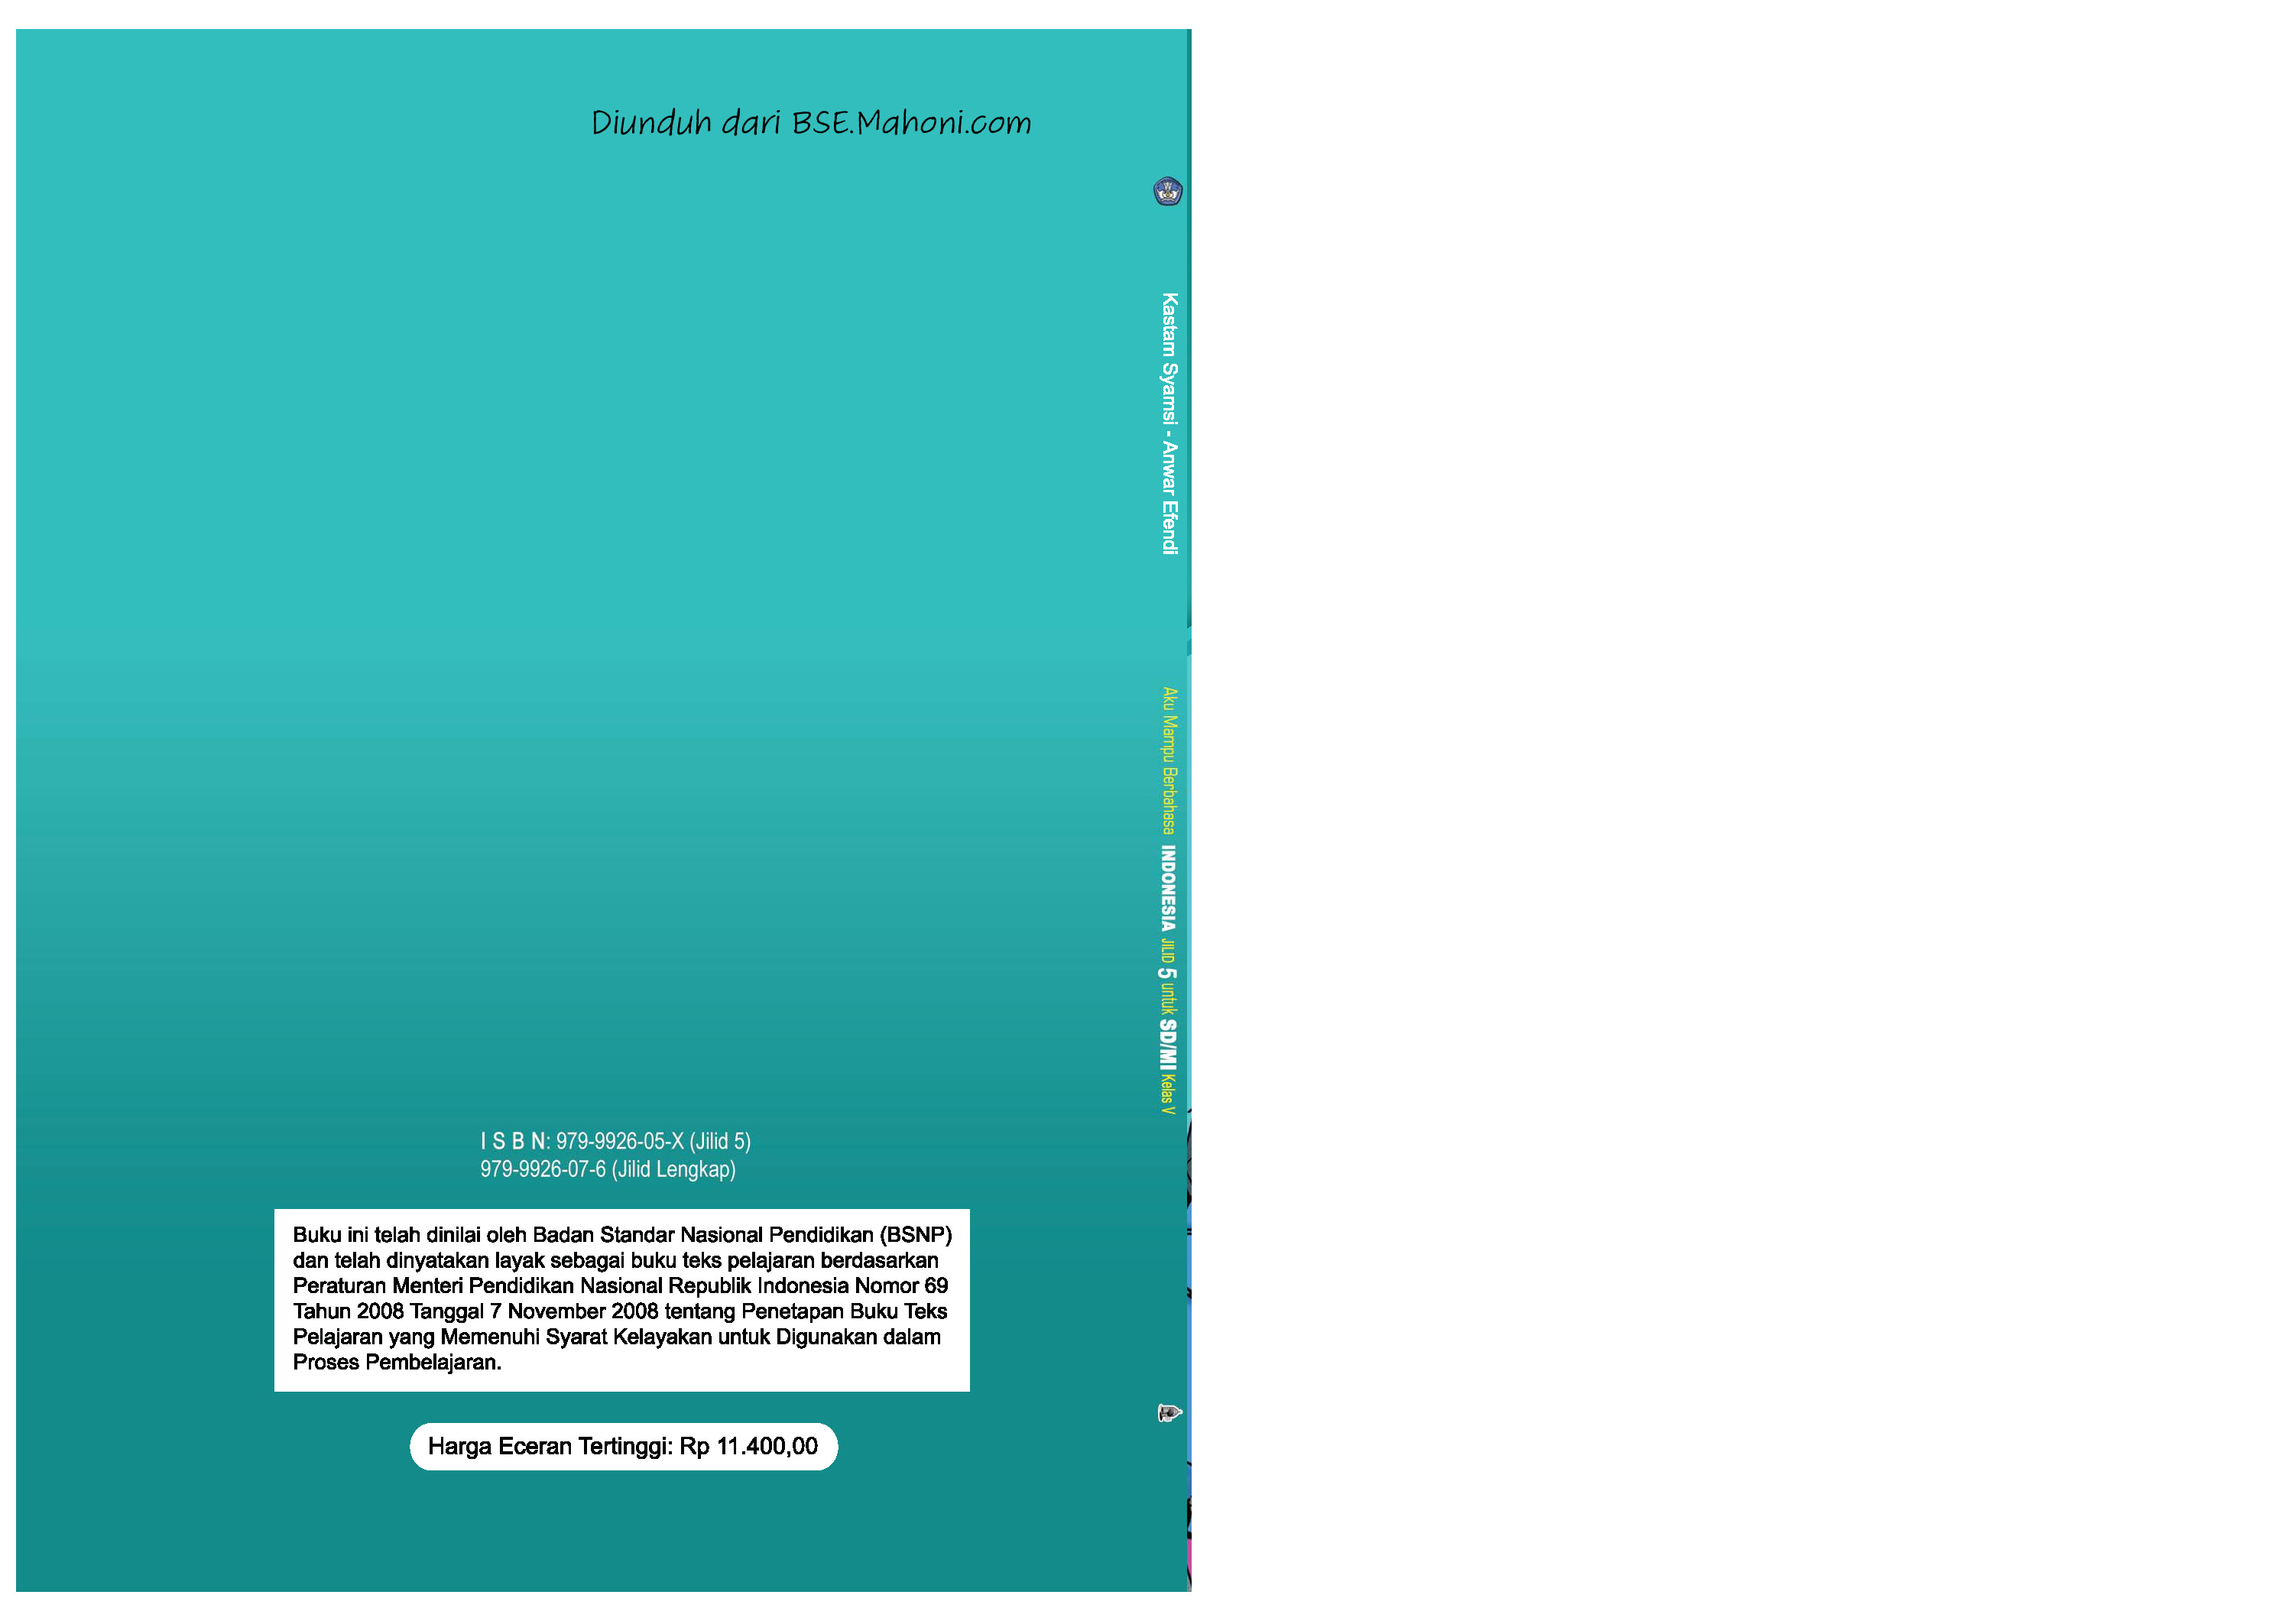 Diunduh dari BSE.Mahoni.com
Kastam Syamsi - Anwar Efendi
Aku Mampu Berbahasa INDONESIA JILID 5 untuk SD/MI Kelas V
I S B N: 979-9926-05-X (Jilid 5)
979-9926-07-6 (Jilid Lengkap)
Buku ini telah dinilai oleh Badan Standar Nasional Pendidikan (BSNP)
dan telah dinyatakan layak sebagai buku teks pelajaran berdasarkan
Peraturan Menteri Pendidikan Nasional Republik Indonesia Nomor 69
Tahun 2008 Tanggal 7 November 2008 tentang Penetapan Buku Teks
Pelajaran yang Memenuhi Syarat Kelayakan untuk Digunakan dalam
Proses Pembelajaran.
Harga Eceran Tertinggi: Rp 11.400,00